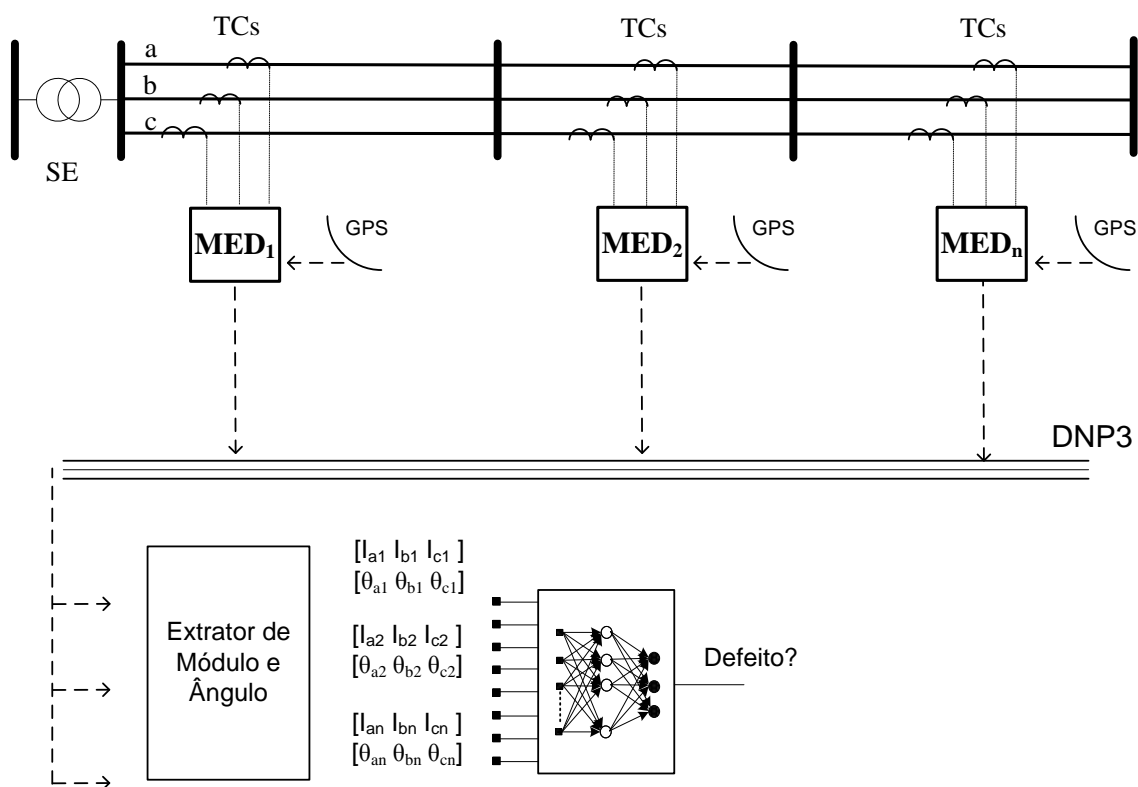 TCs
TCs
TCs
a
b
c
SE
MED1
GPS
MED2
GPS
MEDn
GPS
DNP3
Extrator de
Módulo e
Ângulo
[Ia1 Ib1 Ic1 ]
[θa1 θb1 θc1]
[Ia2 Ib2 Ic2 ]
[θa2 θb2 θc2]
[Ian Ibn Icn ]
[θan θbn θcn]
Defeito?